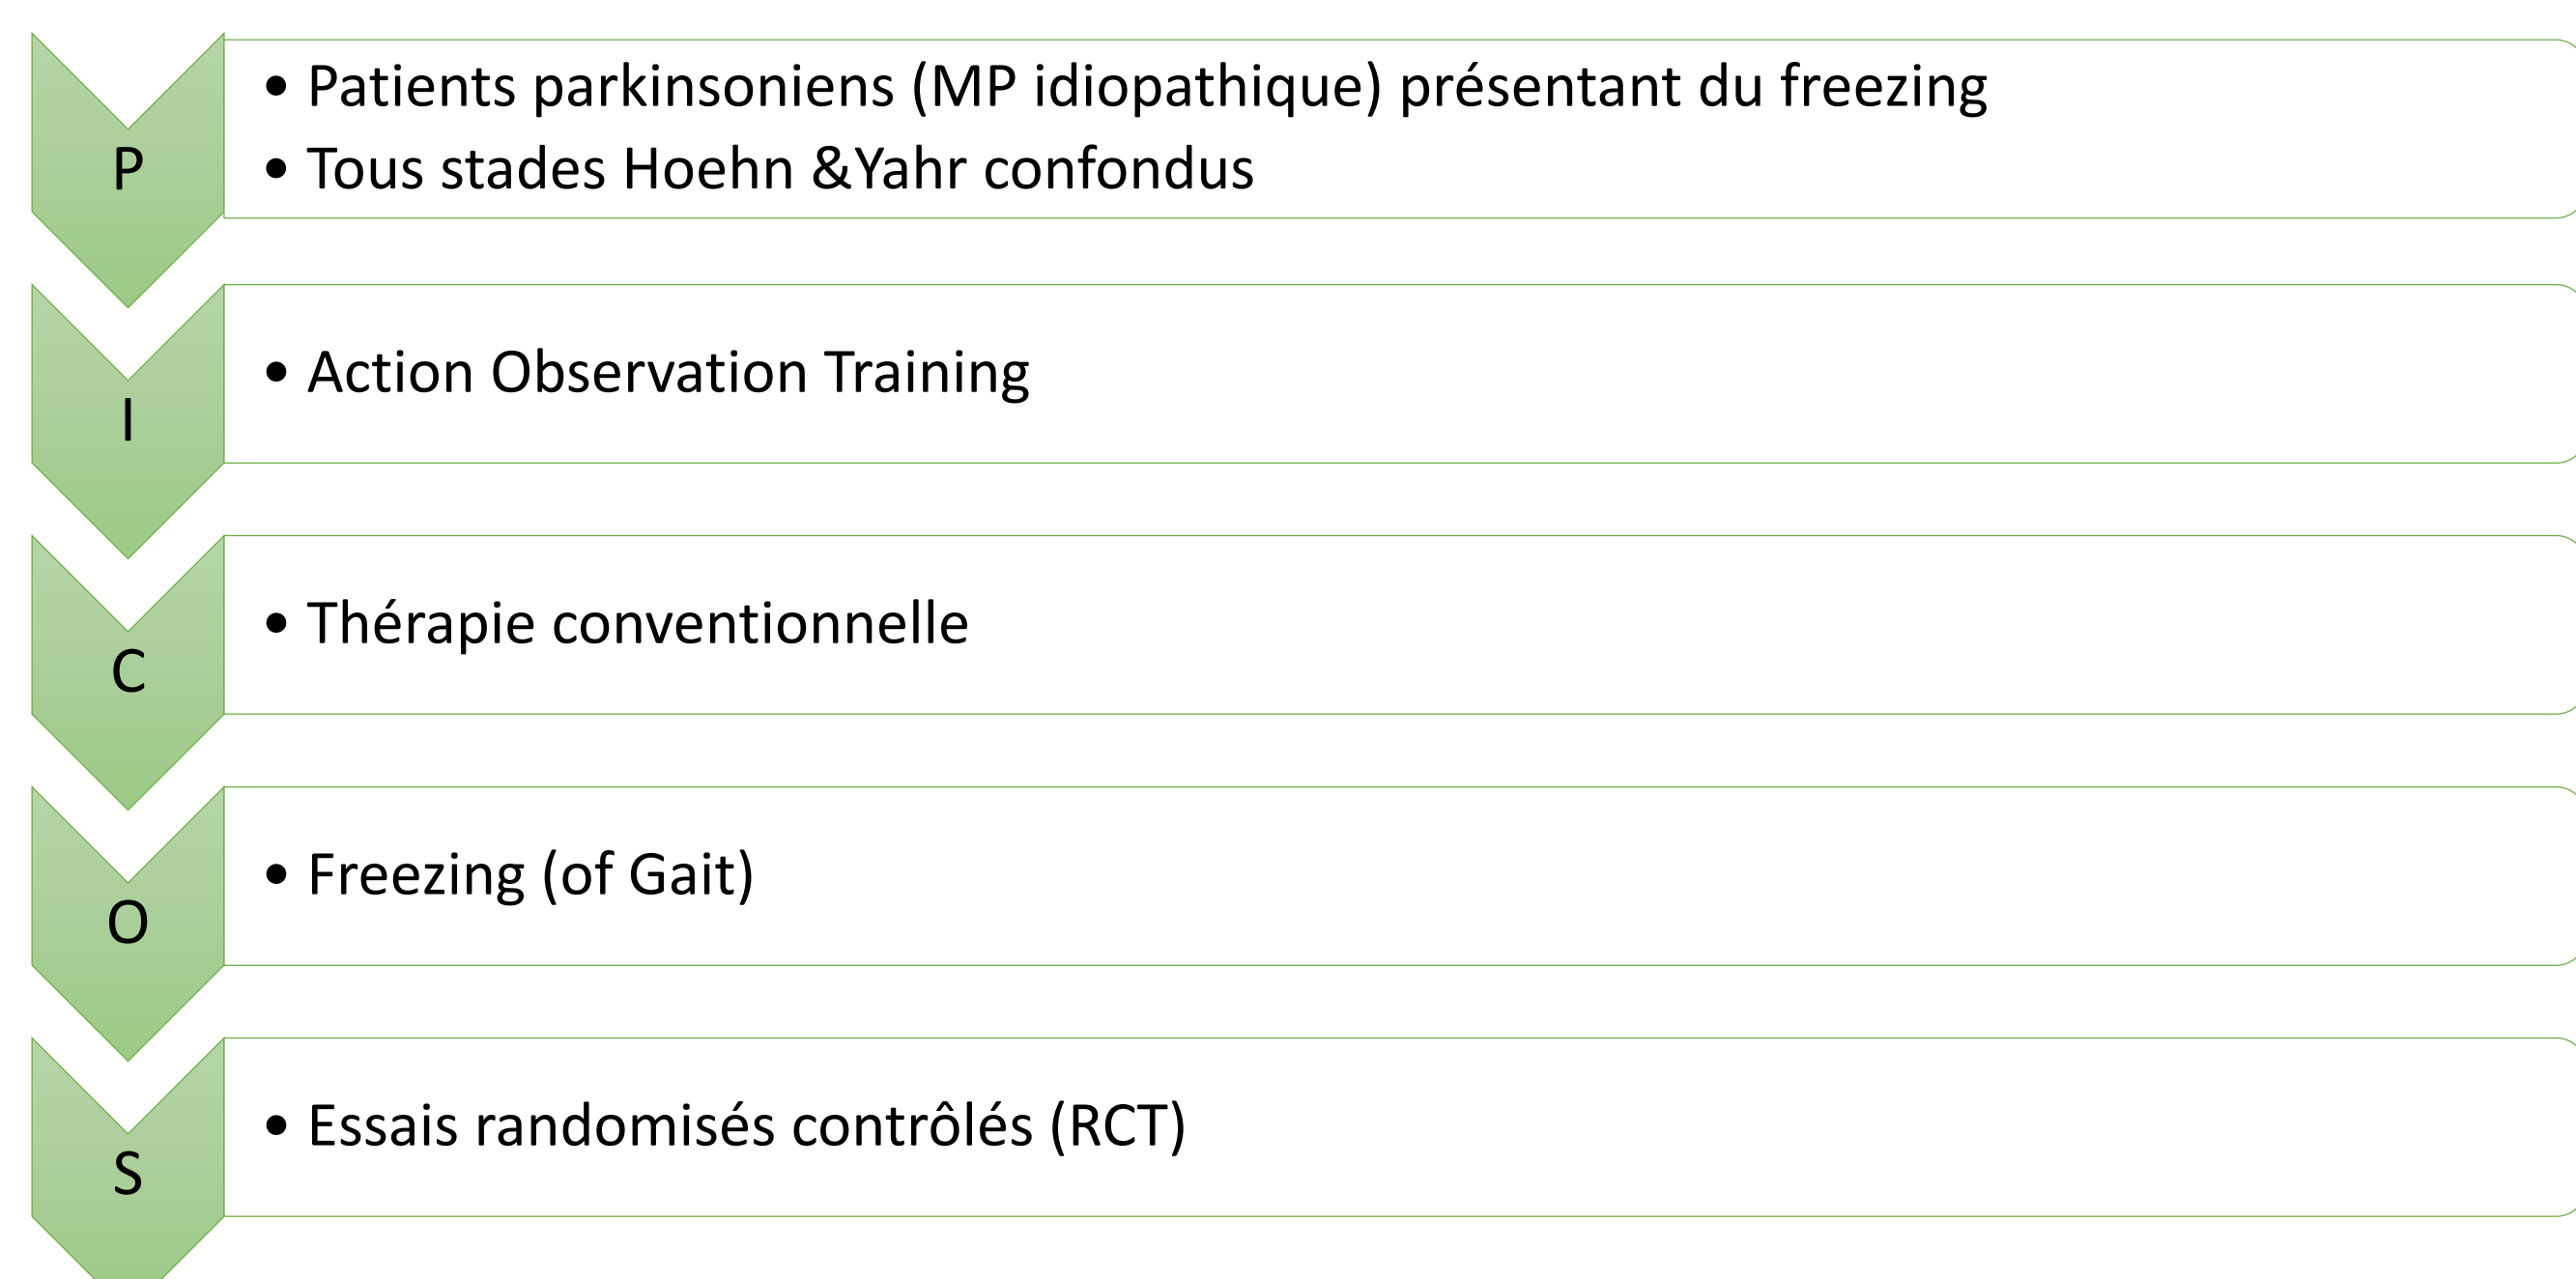 P
• Patients parkinsoniens (MP idiopathique) présentant du freezing
• Tous stades Hoehn &Yahr confondus
I
• Action Observation Training
C
• Thérapie conventionnelle
O
• Freezing (of Gait)
S
• Essais randomisés contrôlés (RCT)